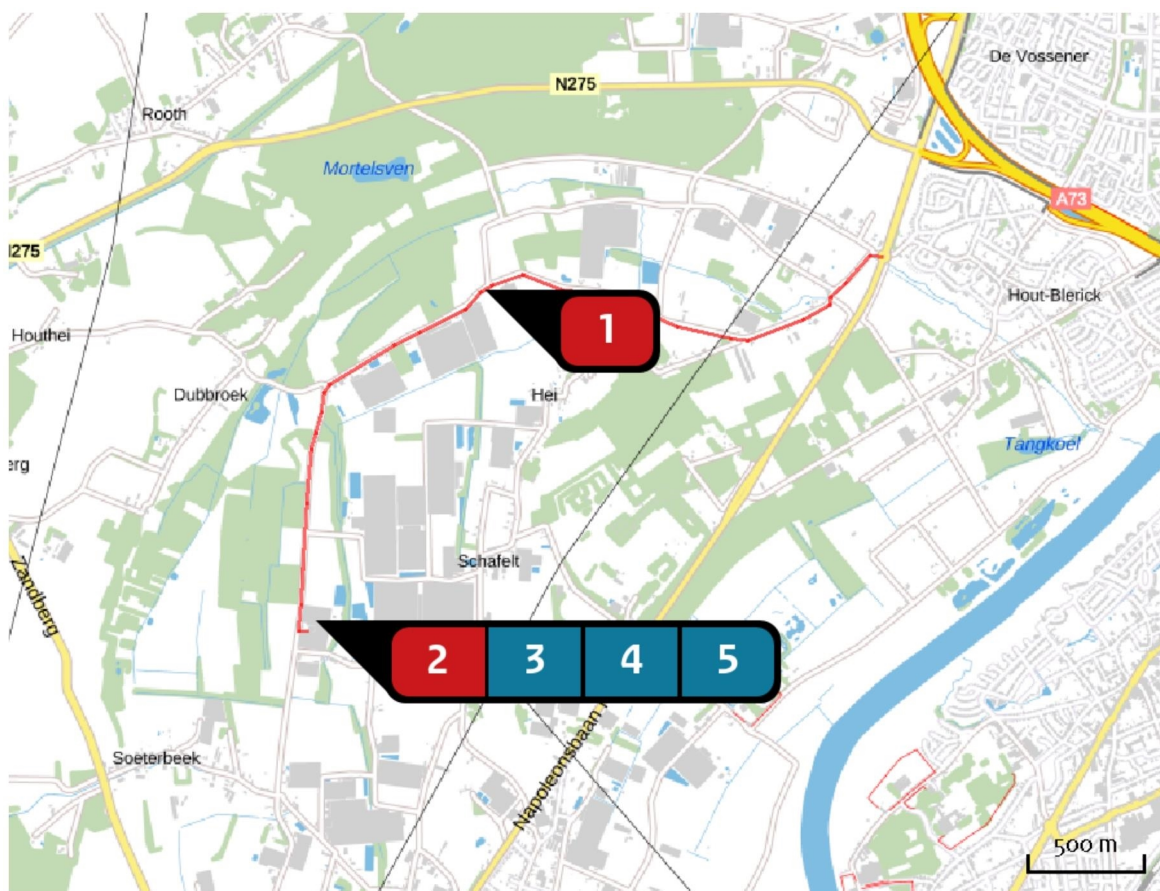 De Vossener
N275
Rooth
Mortelsven
A73
N275
Hout-Blerick
1
Houthei
Dubbroek
Hei
Tangkoel
erg
Schafelt
Zandberg
2 3 4 5
Soeterbeek
Napoleonsbaan
500 m